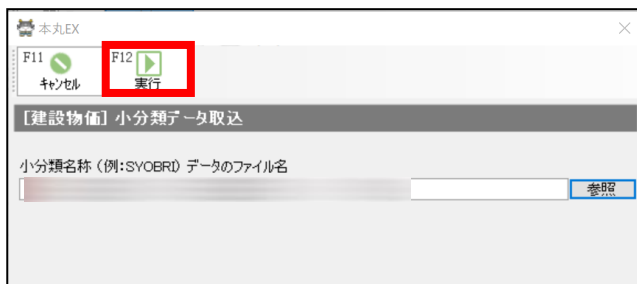 本丸EX
F11 F12
キャンセル 実行
[建設物価] 小分類データ取込
小分類名称（例:SYOBRI）データのファイル名
参照